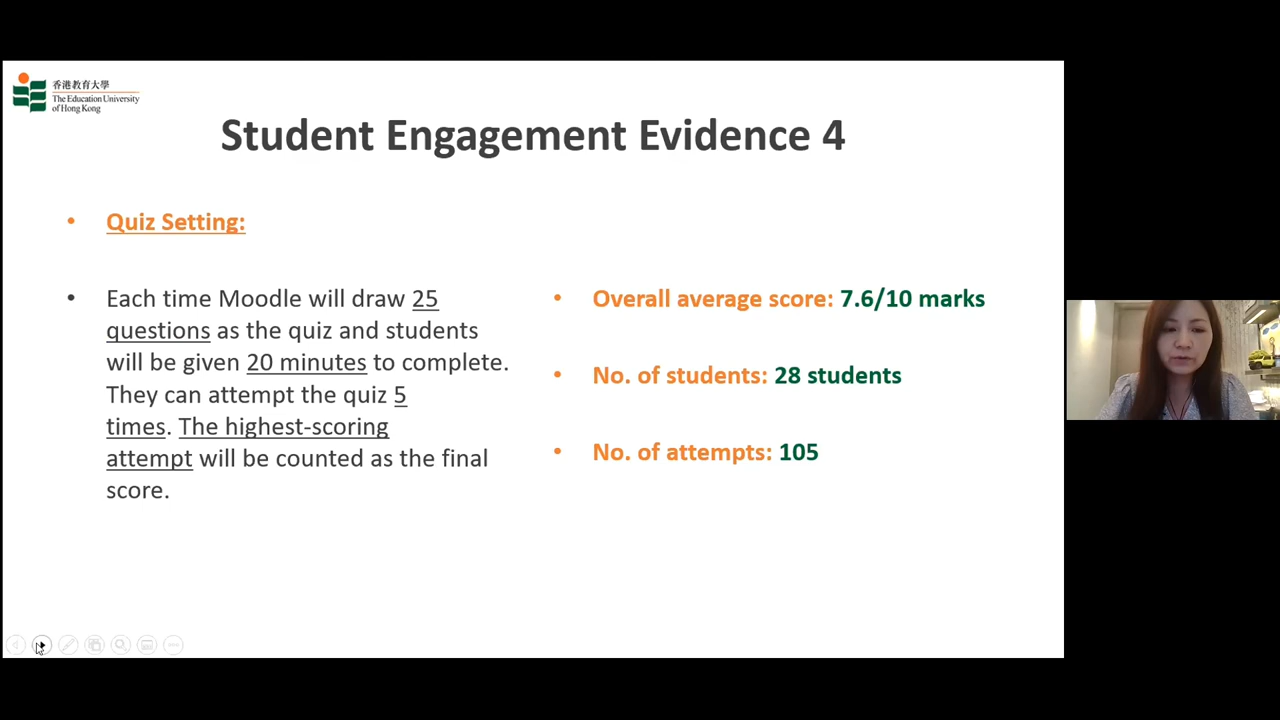 香港教育大學
The Education University
of Hong Kong
Student Engagement Evidence 4
• Quiz Setting:
• Each time Moodle will draw 25
questions as the quiz and students
will be given 20 minutes to complete.
They can attempt the quiz 5
times. The highest-scoring
attempt will be counted as the final
score.
• Overall average score: 7.6/10 marks
• No. of students: 28 students
• No. of attempts: 105